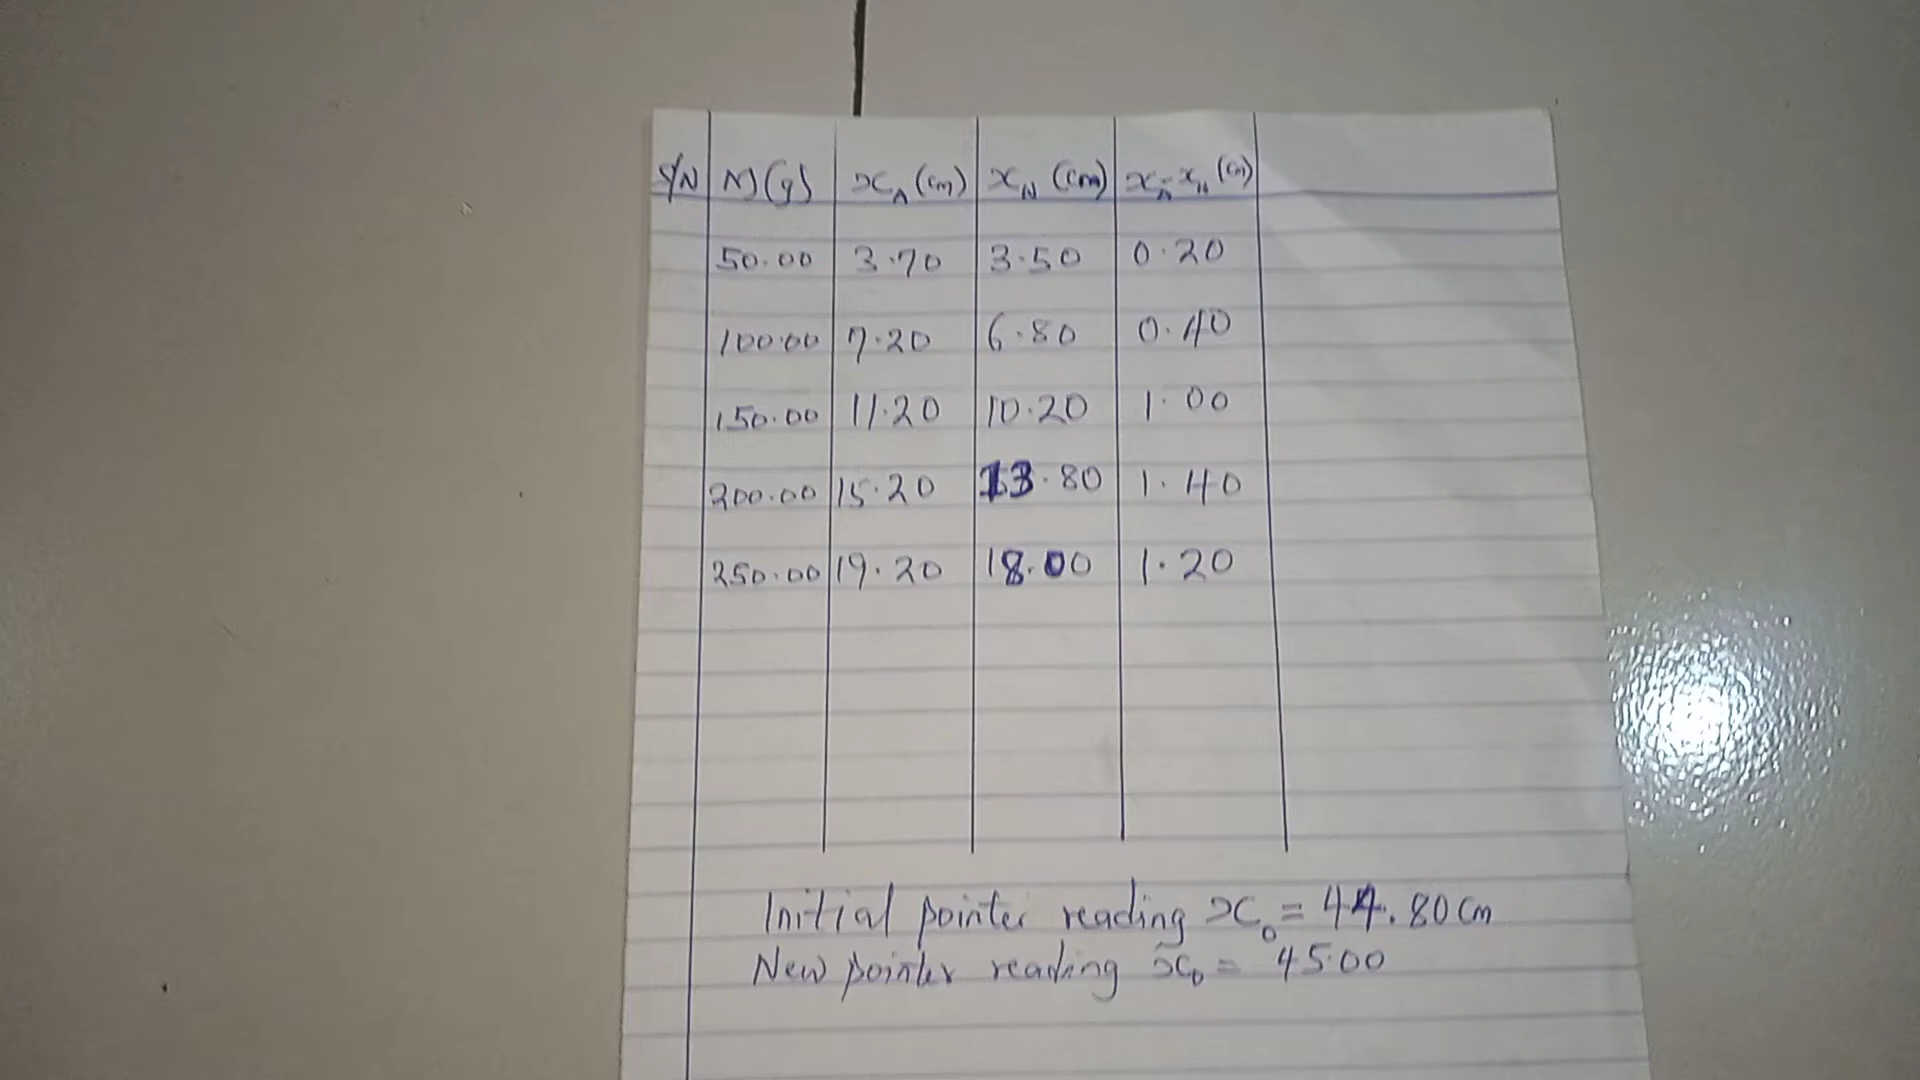 S/N M(g) xA (cm) xN (cm) xA-xN (cm)
50.00 3.70 3.50 0.20
100.00 7.20 6.80 0.40
150.00 11.20 10.20 1.00
200.00 15.20 13.80 1.40
250.00 19.20 18.00 1.20
Initial pointer reading x0 = 44.80cm
New pointer reading x0 = 45.00